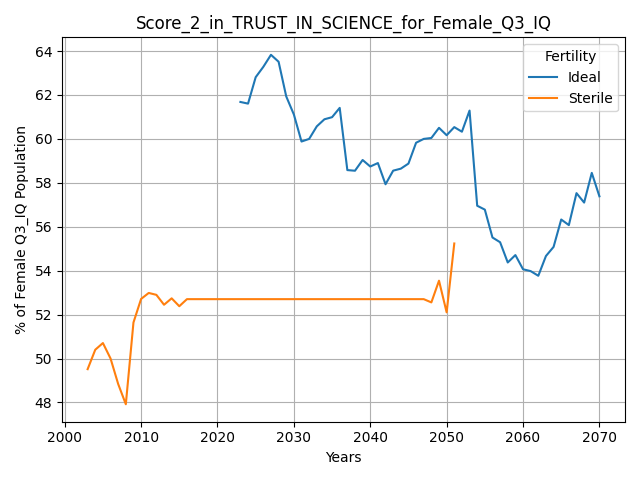 Score_2_in_TRUST_IN_SCIENCE_for_Female_Q3_IQ
% of Female Q3_IQ Population
64
62
60
58
56
54
52
50
48
Fertility
Ideal
Sterile
2000 2010 2020 2030 2040 2050 2060 2070
Years